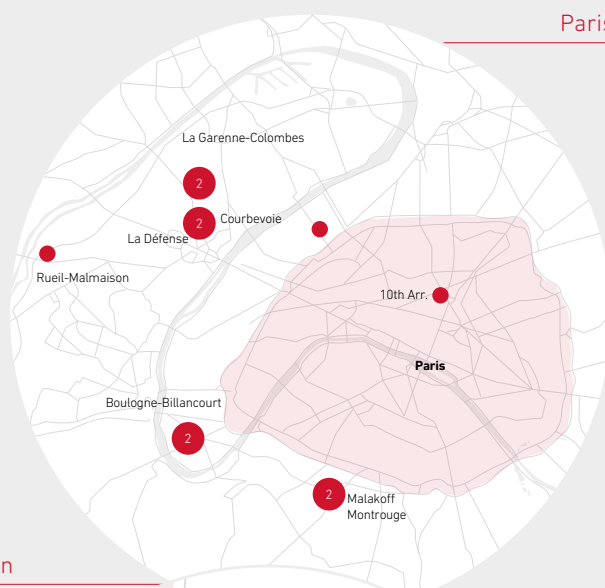 Paris
La Garenne-Colombes
2
2
Courbevoie
La Défense
Rueil-Malmaison
10th Arr.
Paris
Boulogne-Billancourt
2
2
Malakoff
Montrouge
n